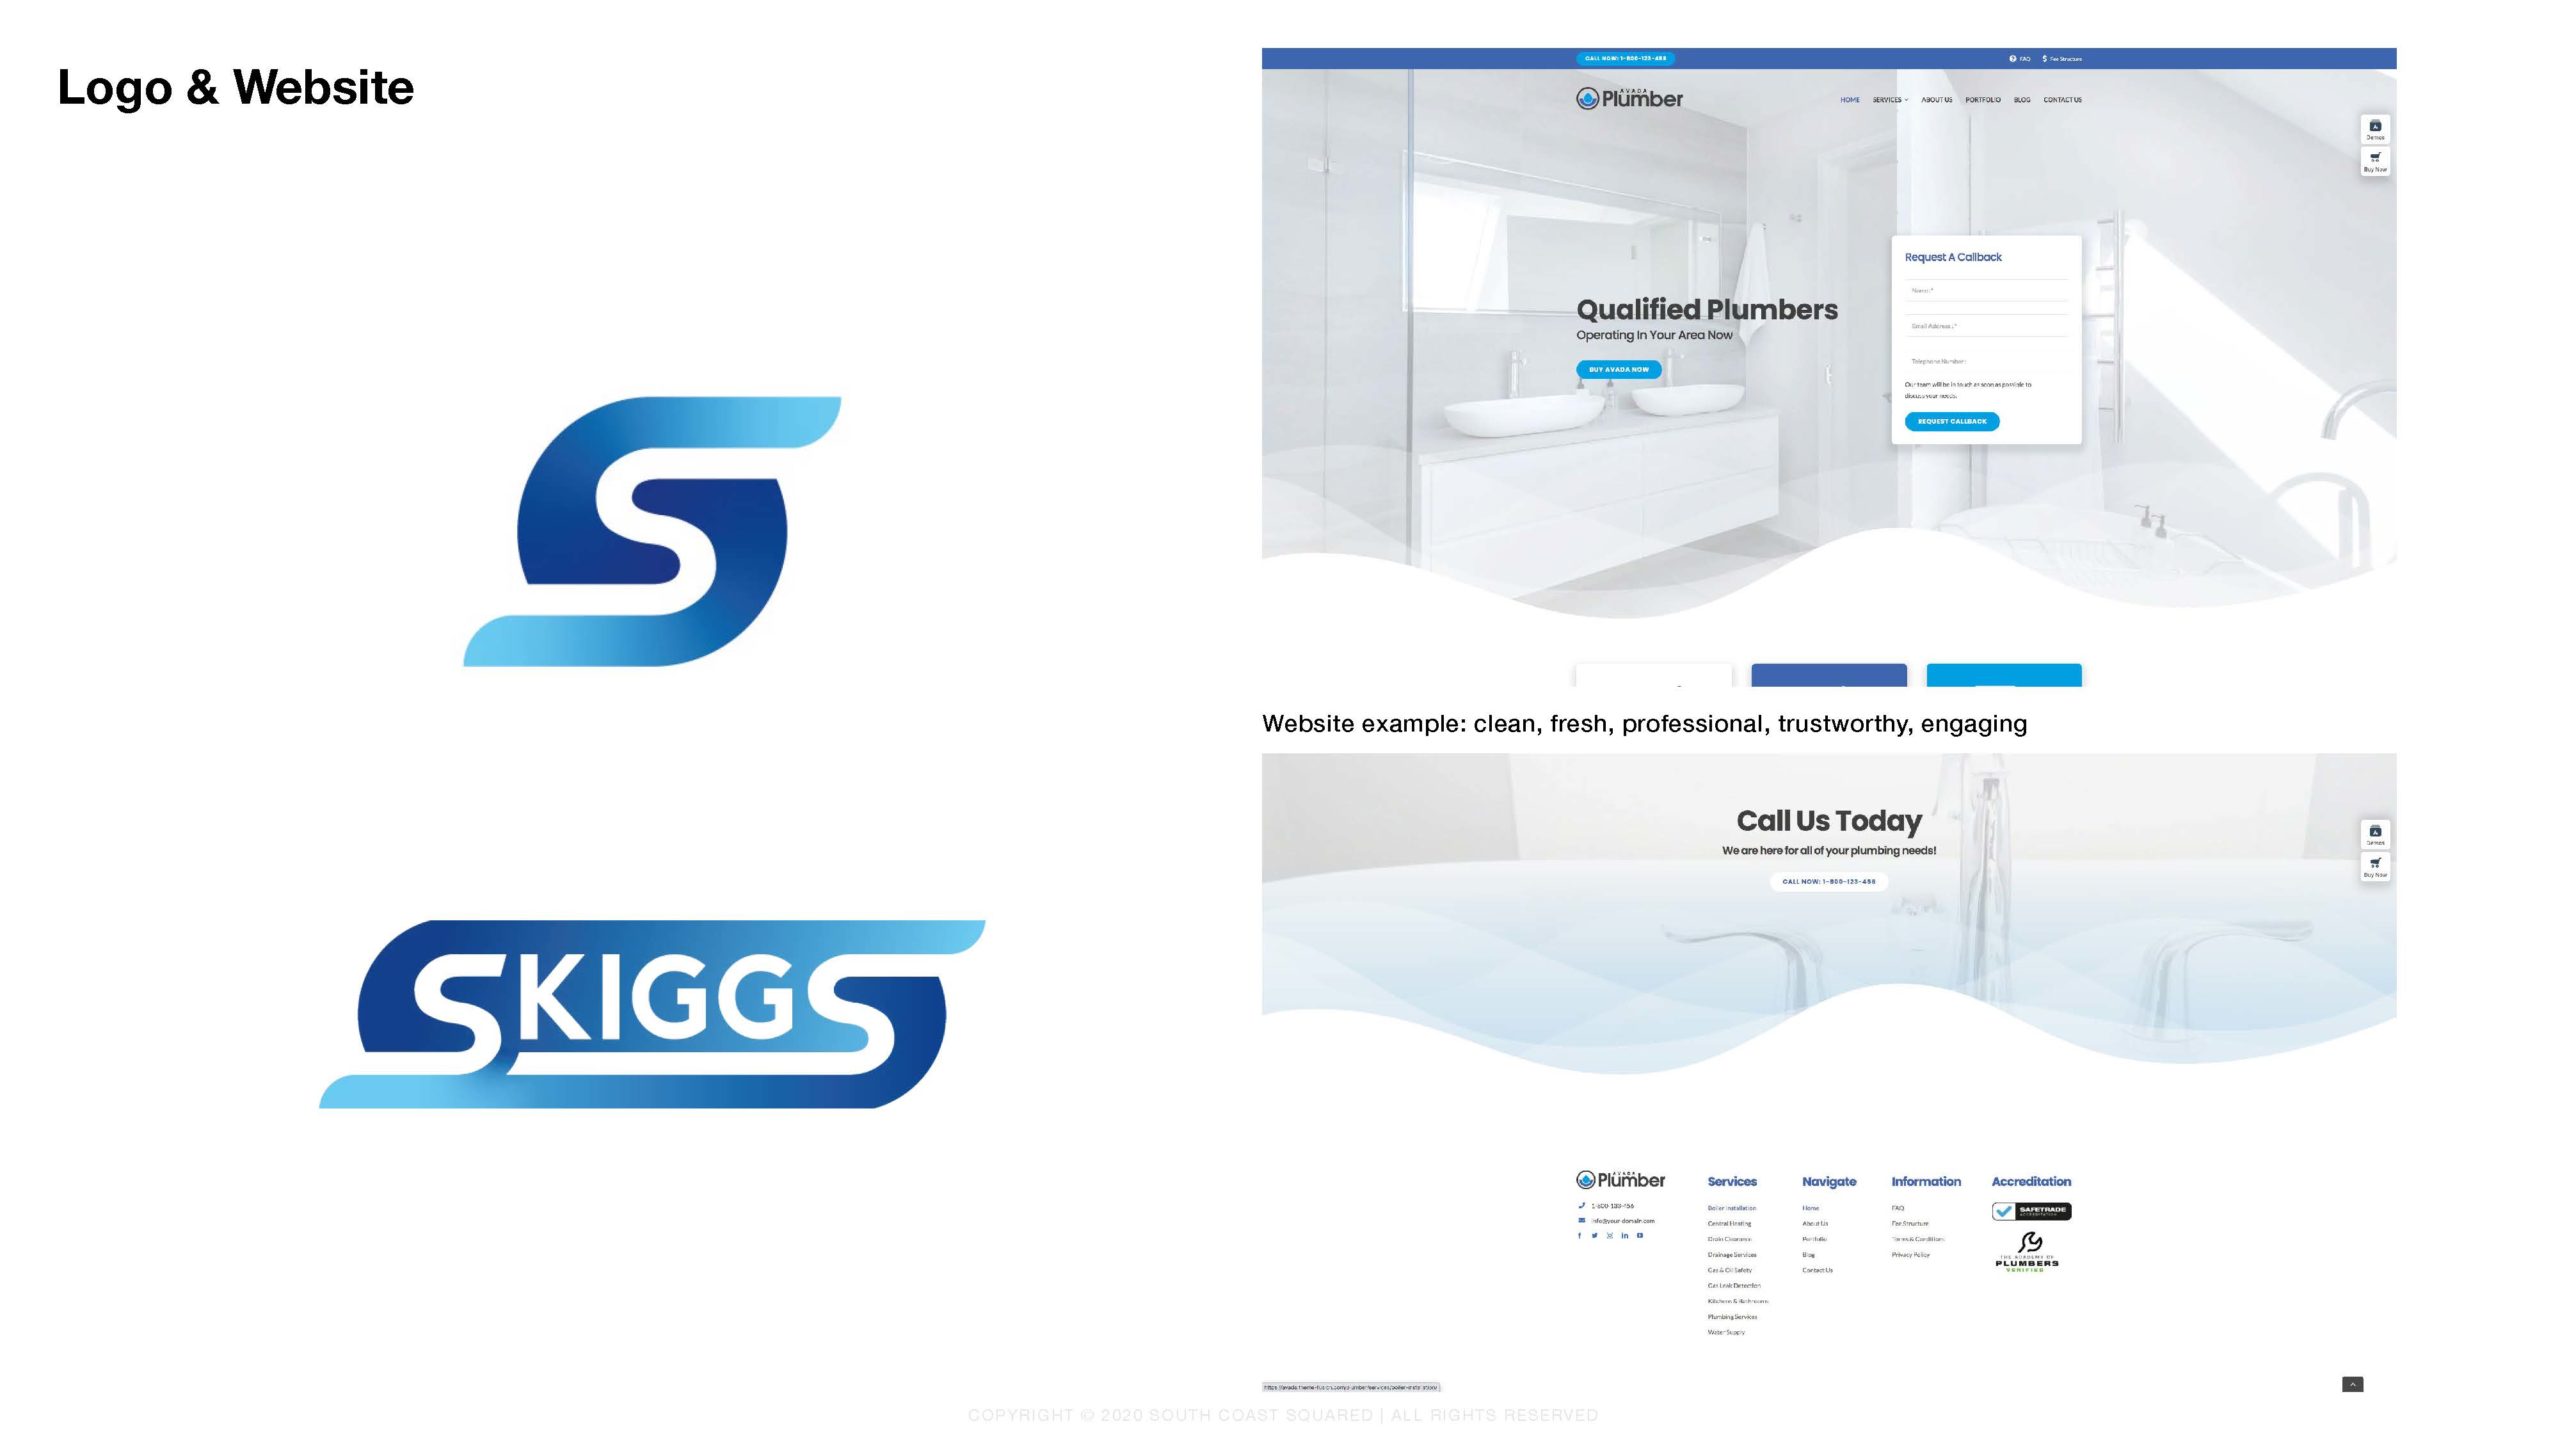 Logo & Website
S
SKIGGS
CALL NOW: 1-800-123-456
FAQ
Fee Structure
AVADA
Plumber
HOME SERVICES ABOUT US PORTFOLIO BLOG CONTACT US
Demos
Buy Now
Qualified Plumbers
Operating In Your Area Now
BUY AVADA NOW
Request A Callback
Name:*
Email Address:*
Telephone Number:
Our team will be in touch as soon as possible to
discuss your needs.
REQUEST CALLBACK
Website example: clean, fresh, professional, trustworthy, engaging
Call Us Today
We are here for all of your plumbing needs!
CALL NOW: 1-800-123-456
Demos
Buy Now
AVADA
Plumber
info@your-domain.com
Services
Boiler Installation
Central Heating
Drain Clearance
Drainage Services
Gas & Oil Safety
Gas Leak Detection
Kitchens & Bathrooms
Plumbing Services
Water Supply
Navigate
Home
About Us
Portfolio
Blog
Contact Us
Information
FAQ
Fee Structure
Terms & Conditions
Privacy Policy
Accreditation
SAFETRADE
ACCREDITATION
THE ACADEMY OF
PLUMBERS
VERIFIED
COPYRIGHT © 2020 SOUTH COAST SQUARED | ALL RIGHTS RESERVED